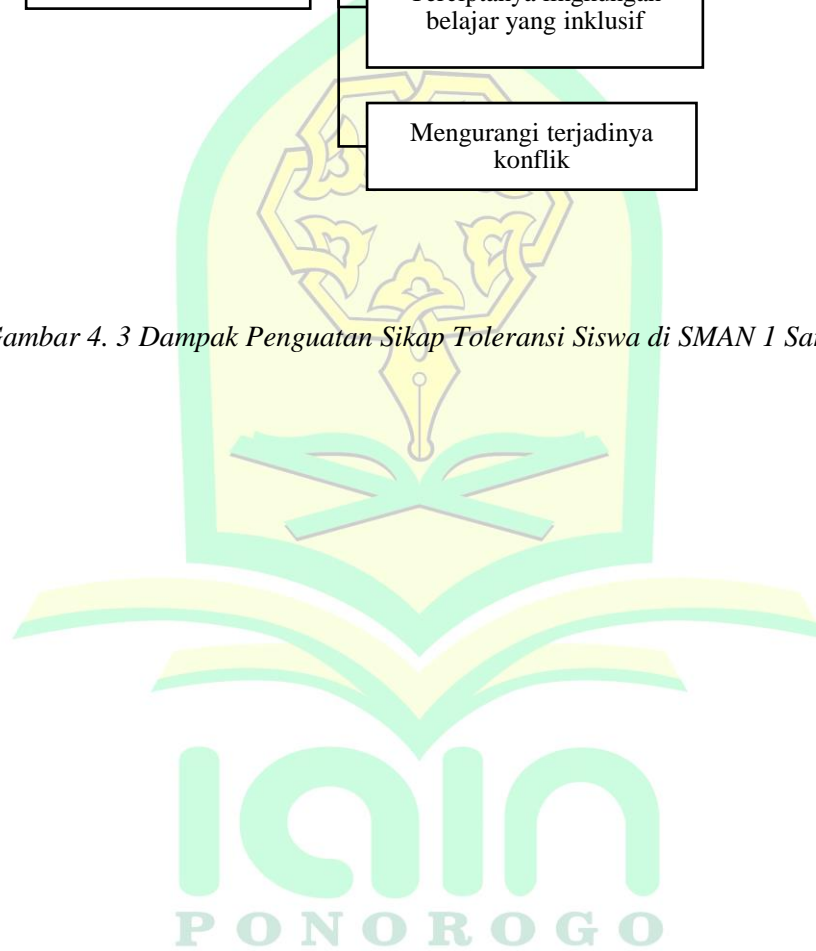 belajar yang inklusif
Mengurangi terjadinya
konflik
ambar 4. 3 Dampak Penguatan Sikap Toleransi Siswa di SMAN 1 Sa
iain
PONOROGO